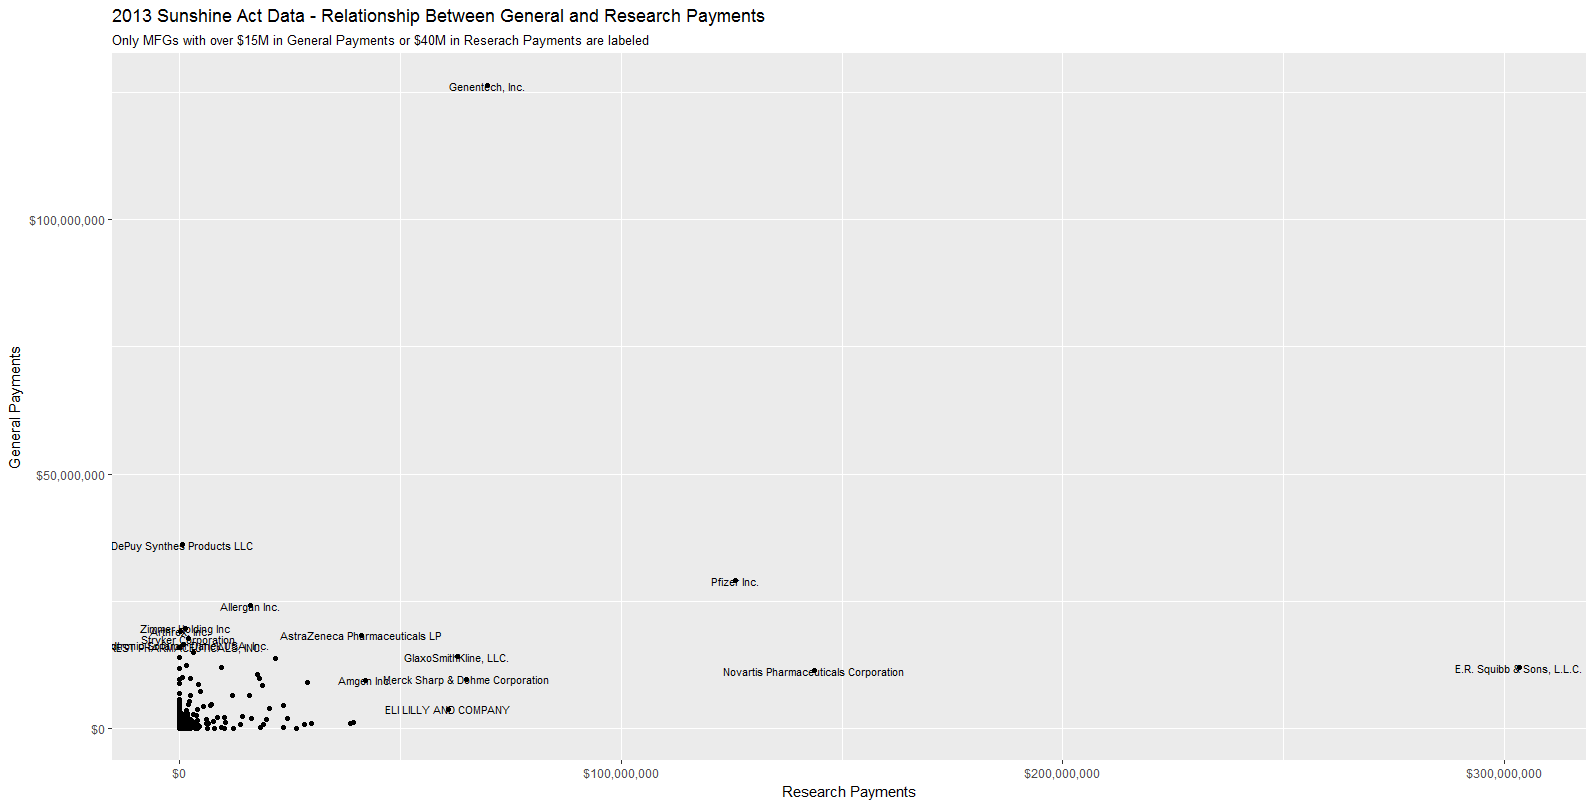 2013 Sunshine Act Data - Relationship Between General and Research Payments
Only MFGs with over $15M in General Payments or $40M in Reserach Payments are labeled
Genentech, Inc.
$100,000,000
General Payments
$50,000,000
DePuy Synthes Products LLC
Pfizer Inc.
Allergan Inc.
Zimmer Holding Inc
Arthrex, Inc.
Stryker Corporation
AstraZeneca Pharmaceuticals LP
PHARMACEUTICALS, INC.
GlaxoSmithKline, LLC.
Novartis Pharmaceuticals Corporation
E.R. Squibb & Sons, L.L.C.
Amgen Inc.
Merck Sharp & Dohme Corporation
ELI LILLY AND COMPANY
$0
$0
$100,000,000
$200,000,000
$300,000,000
Research Payments